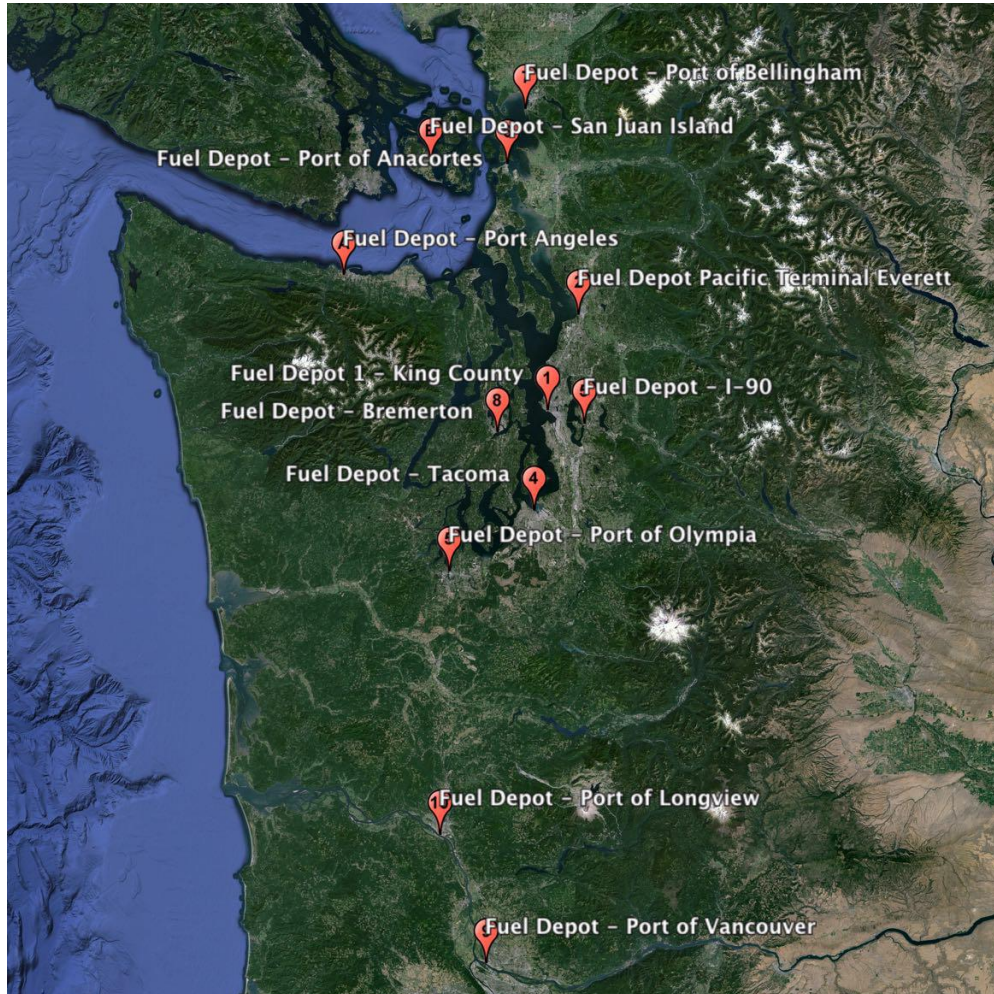 Fuel Depot – Port of Bellingham
Fuel Depot – San Juan Island
Fuel Depot – Port of Anacortes
Fuel Depot – Port Angeles
Fuel Depot Pacific Terminal Everett
Fuel Depot 1 – King County
1
Fuel Depot – I-90
8
Fuel Depot – Bremerton
Fuel Depot – Tacoma
4
Fuel Depot – Port of Olympia
Fuel Depot – Port of Longview
Fuel Depot – Port of Vancouver